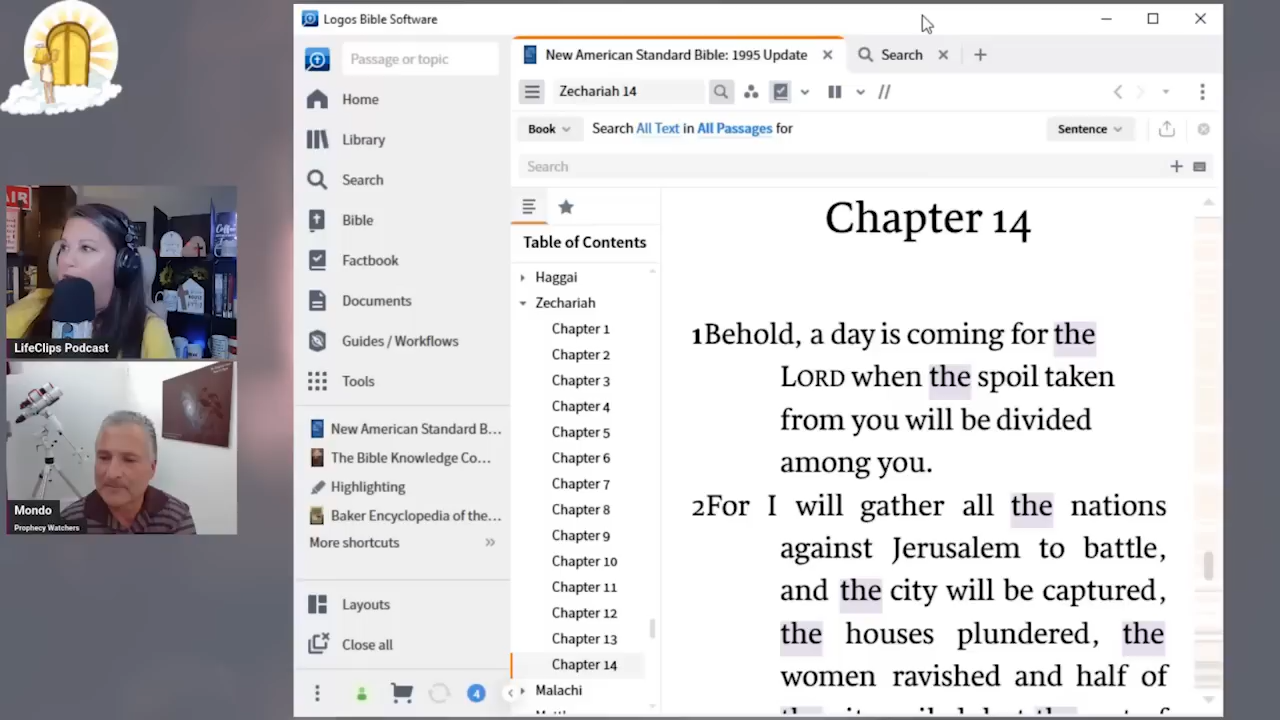 Logos Bible Software
Passage or topic
Home
Library
Search
Bible
Factbook
Documents
Guides / Workflows
Tools
New American Standard B...
The Bible Knowledge Co...
Highlighting
Baker Encyclopedia of the...
More shortcuts
Layouts
Close all
4
New American Standard Bible: 1995 Update
Search
Zechariah 14
Book
Search All Text in All Passages for
Sentence
Search
Table of Contents
Haggai
Zechariah
Chapter 1
Chapter 2
Chapter 3
Chapter 4
Chapter 5
Chapter 6
Chapter 7
Chapter 8
Chapter 9
Chapter 10
Chapter 11
Chapter 12
Chapter 13
Chapter 14
Malachi
Chapter 14
1Behold, a day is coming for the
LORD when the spoil taken
from you will be divided
among you.
2For I will gather all the nations
against Jerusalem to battle,
and the city will be captured,
the houses plundered, the
women ravished and half of
AIR
LifeClips Podcast
Mondo
Prophecy Watchers